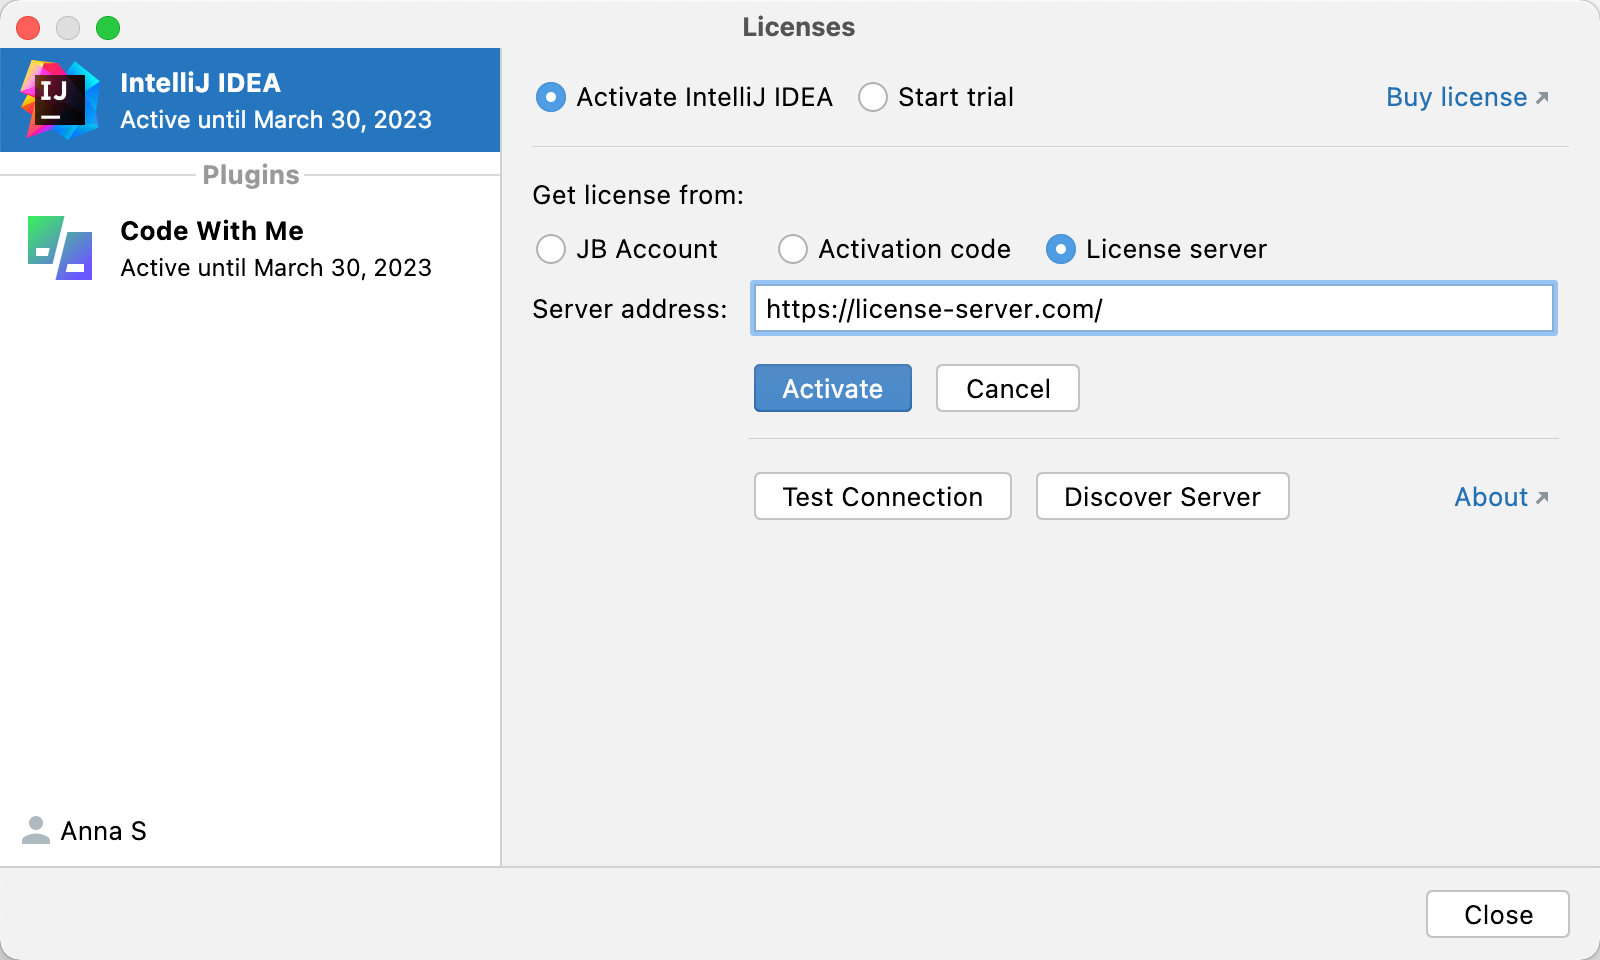 Licenses
IJ
IntelliJ IDEA
Active until March 30, 2023
Plugins
Code With Me
Active until March 30, 2023
Anna S
Activate IntelliJ IDEA Start trial Buy license
Get license from:
JB Account Activation code License server
Server address: https://license-server.com/
Activate Cancel
Test Connection Discover Server About
Close